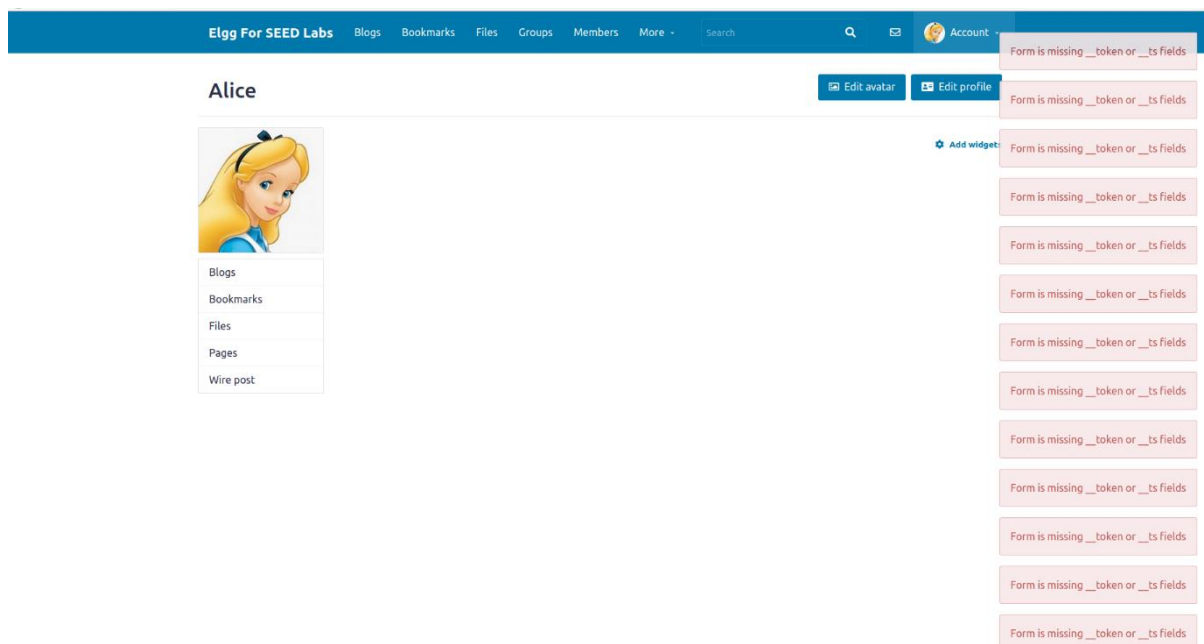 Elgg For SEED Labs Blogs Bookmarks Files Groups Members More Search Account
Form is missing __token or __ts fields
Alice
Edit avatar Edit profile
Form is missing __token or __ts fields
Add widgets
Form is missing __token or __ts fields
Form is missing __token or __ts fields
Form is missing __token or __ts fields
Blogs
Bookmarks
Files
Pages
Wire post
Form is missing __token or __ts fields
Form is missing __token or __ts fields
Form is missing __token or __ts fields
Form is missing __token or __ts fields
Form is missing __token or __ts fields
Form is missing __token or __ts fields
Form is missing __token or __ts fields
Form is missing __token or __ts fields